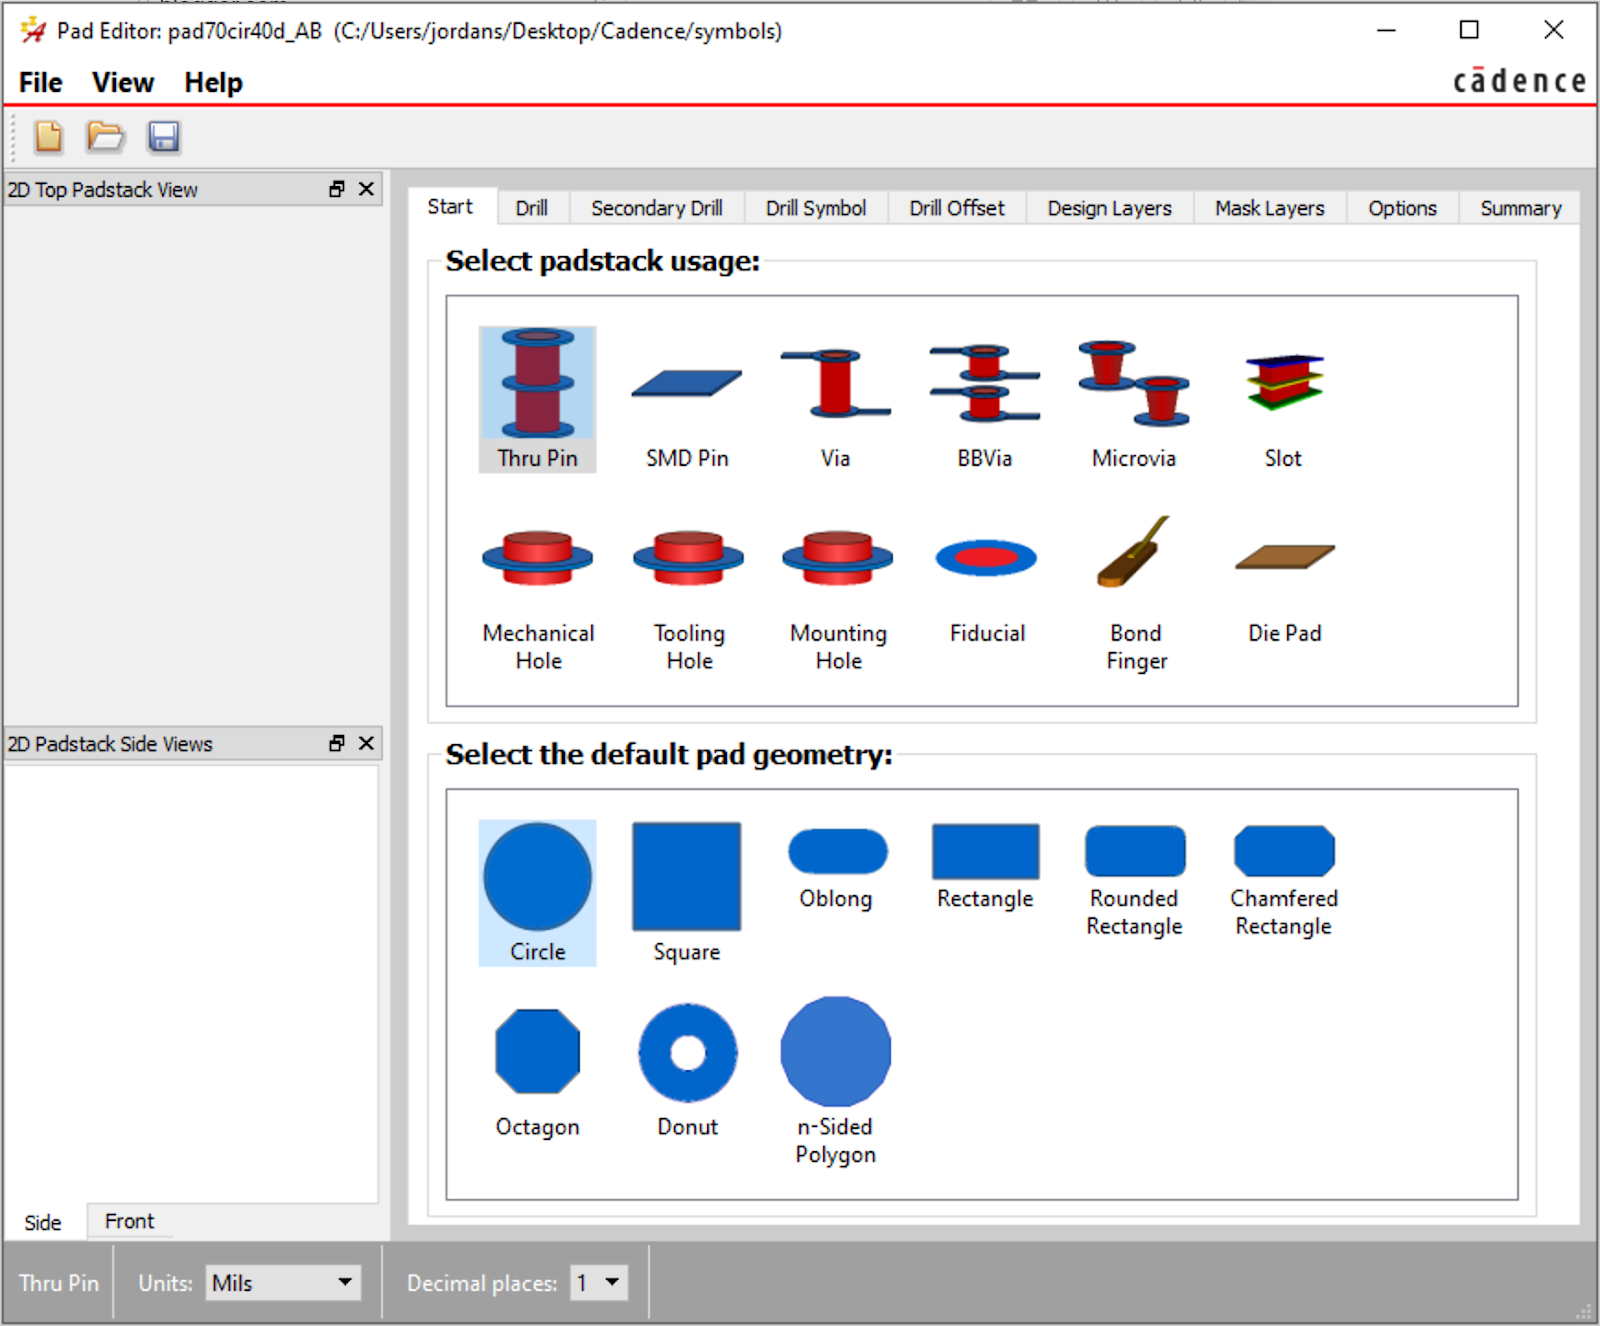 Pad Editor: pad70cir40d_AB (C:/Users/jordans/Desktop/Cadence/symbols)
File View Help
cādence
2D Top Padstack View
Start Drill Secondary Drill Drill Symbol Drill Offset Design Layers Mask Layers Options Summary
Select padstack usage:
Thru Pin SMD Pin Via BBVia Microvia Slot
Mechanical Hole Tooling Hole Mounting Hole Fiducial Bond Finger Die Pad
2D Padstack Side Views
Select the default pad geometry:
Circle Square Oblong Rectangle Rounded Rectangle Chamfered Rectangle
Octagon Donut n-Sided Polygon
Side Front
Thru Pin Units: Mils Decimal places: 1